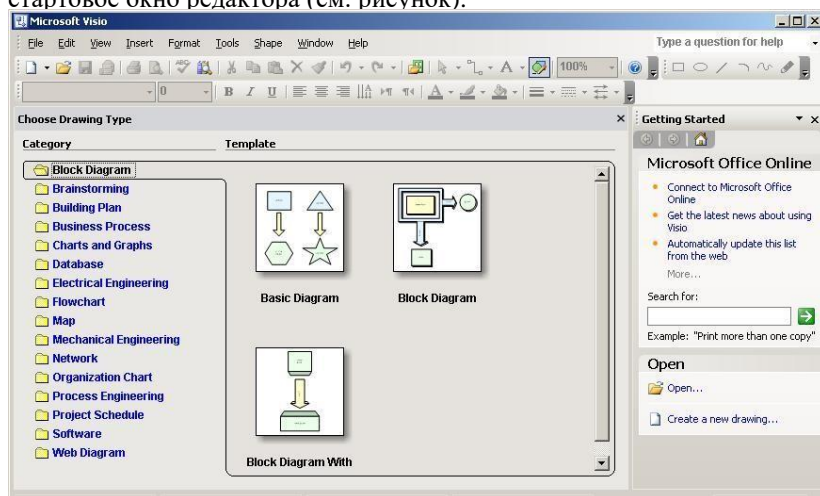 стартовое окно редактора (см. рисунок).
Microsoft Visio
File Edit View Insert Format Tools Shape Window Help
Type a question for help
100%
0 B I U
Choose Drawing Type
Getting Started
Category
Template
Block Diagram
Brainstorming
Building Plan
Business Process
Charts and Graphs
Database
Electrical Engineering
Flowchart
Map
Mechanical Engineering
Network
Organization Chart
Process Engineering
Project Schedule
Software
Web Diagram
Basic Diagram
Block Diagram
Block Diagram With
Microsoft Office Online
Connect to Microsoft Office
Online
Get the latest news about using
Visio
Automatically update this list
from the web
More...
Search for:
Example: "Print more than one copy"
Open
Open...
Create a new drawing...